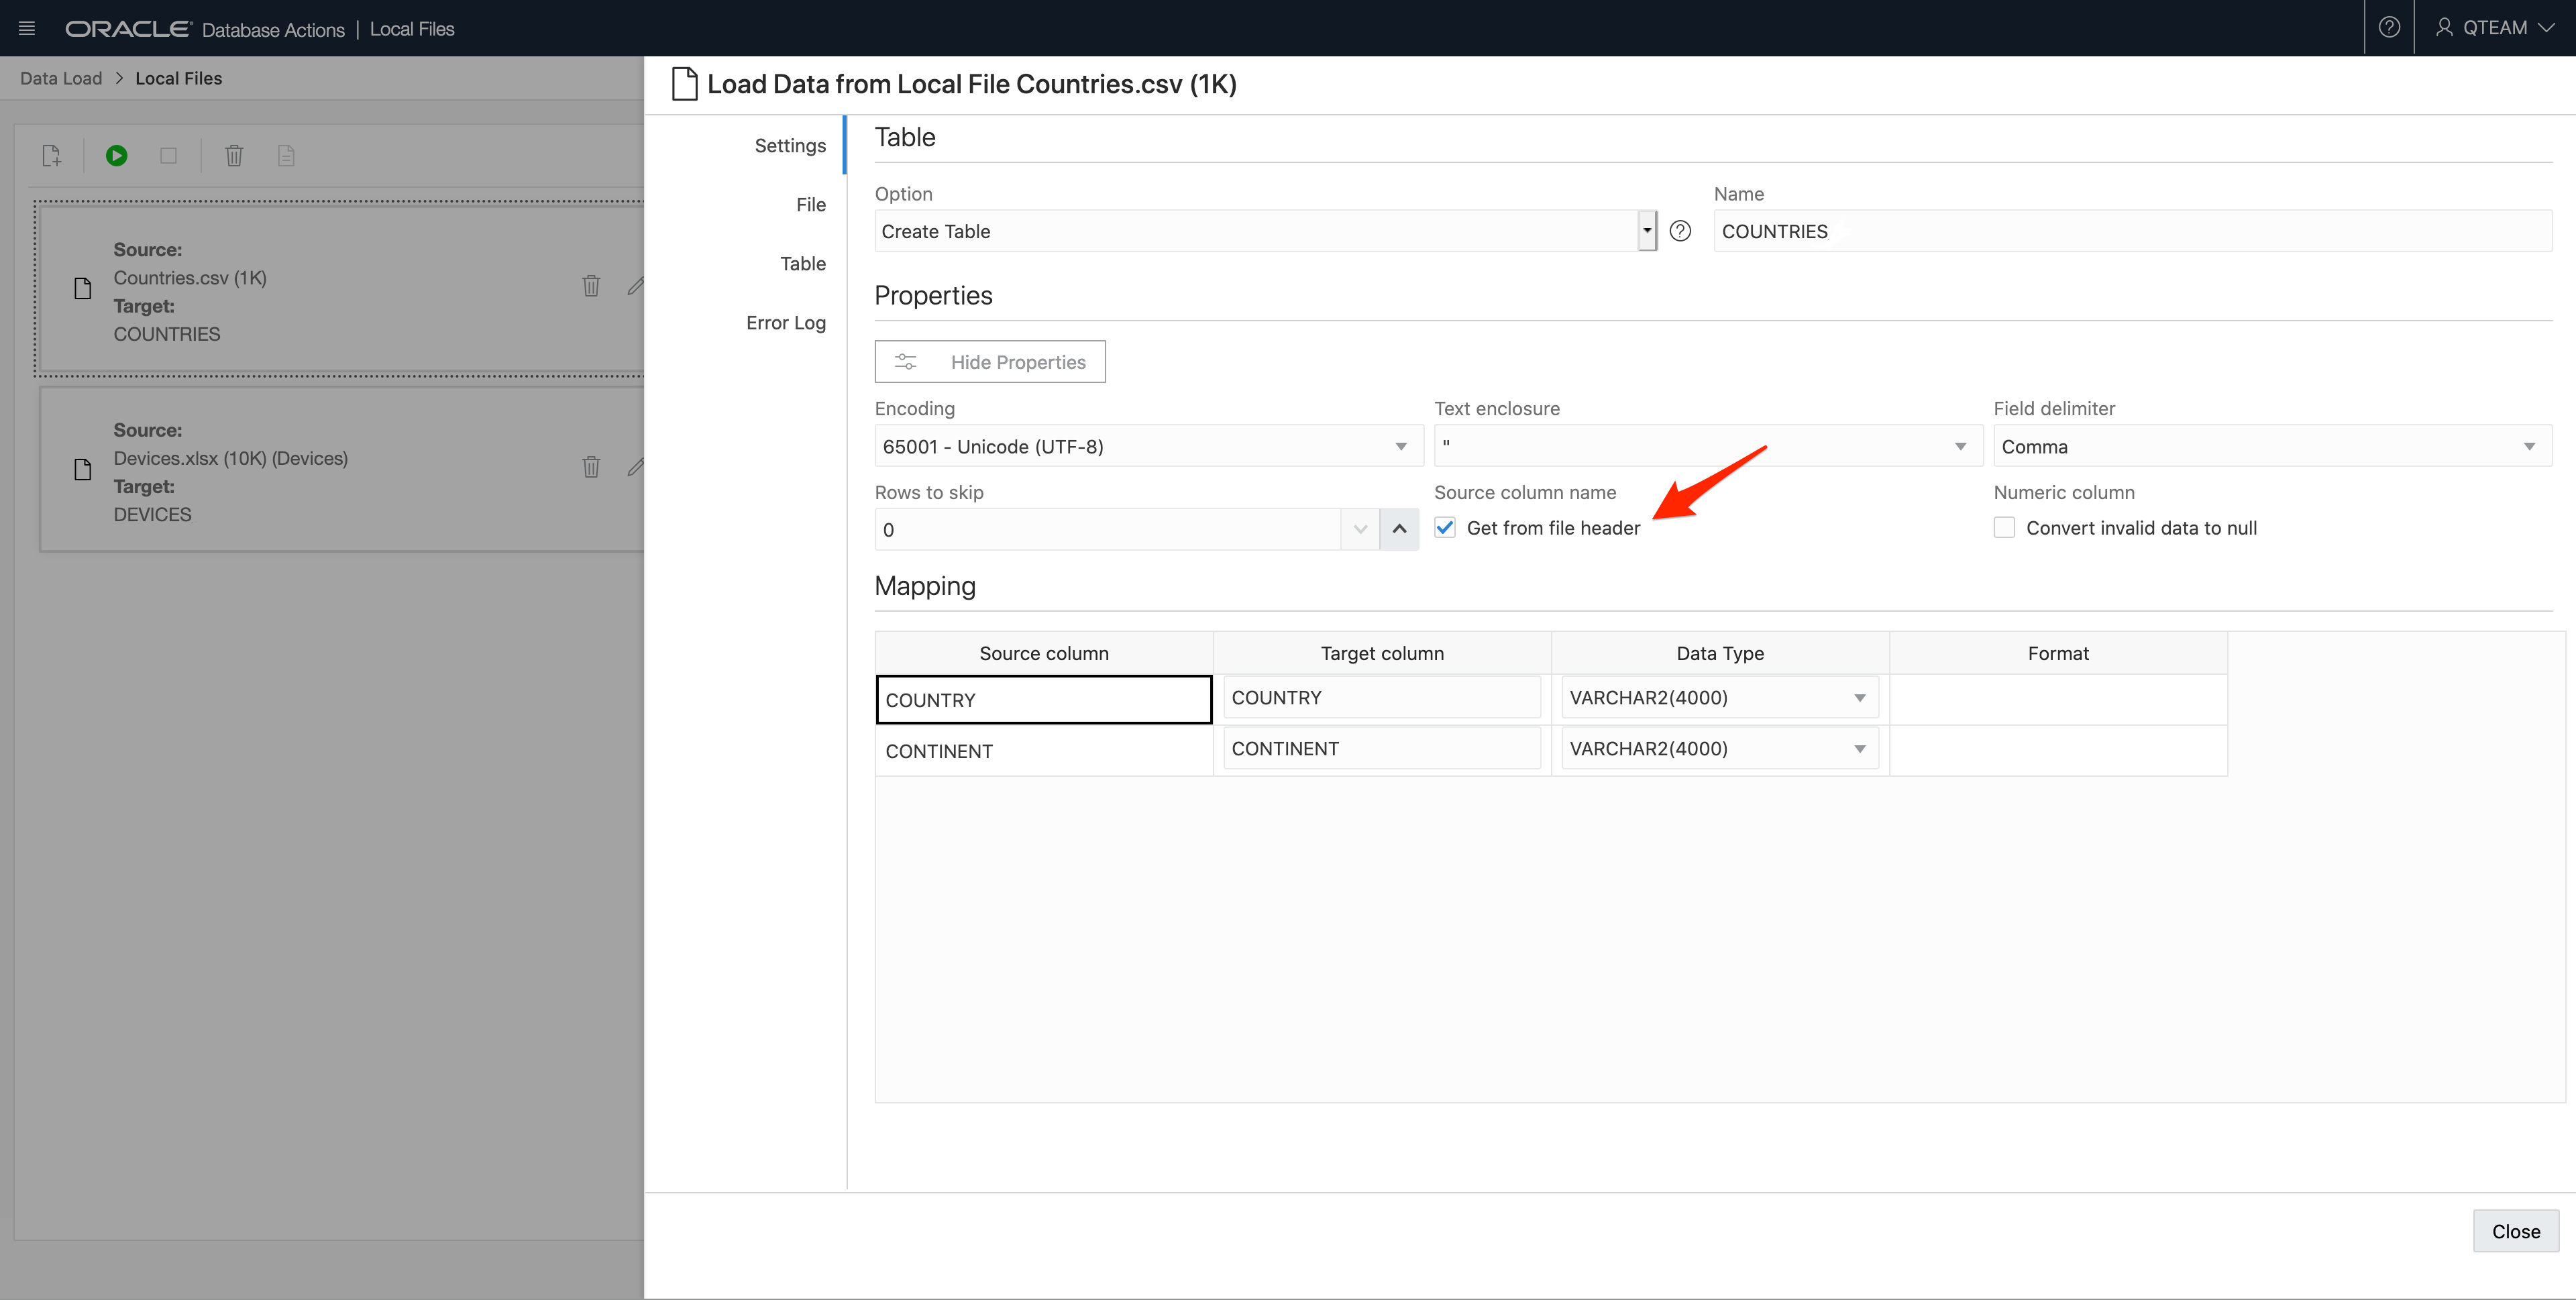 ORACLE Database Actions | Local Files
QTEAM
Data Load > Local Files
Source:
Countries.csv (1K)
Target:
COUNTRIES
Source:
Devices.xlsx (10K) (Devices)
Target:
DEVICES
Load Data from Local File Countries.csv (1K)
Settings
File
Table
Error Log
Table
Option
Name
Create Table
COUNTRIES
Properties
Hide Properties
Encoding
Text enclosure
Field delimiter
65001 - Unicode (UTF-8)
"
Comma
Rows to skip
Source column name
Numeric column
0
Get from file header
Convert invalid data to null
Mapping
Source column Target column Data Type Format
COUNTRY COUNTRY VARCHAR2(4000)
CONTINENT CONTINENT VARCHAR2(4000)
Close